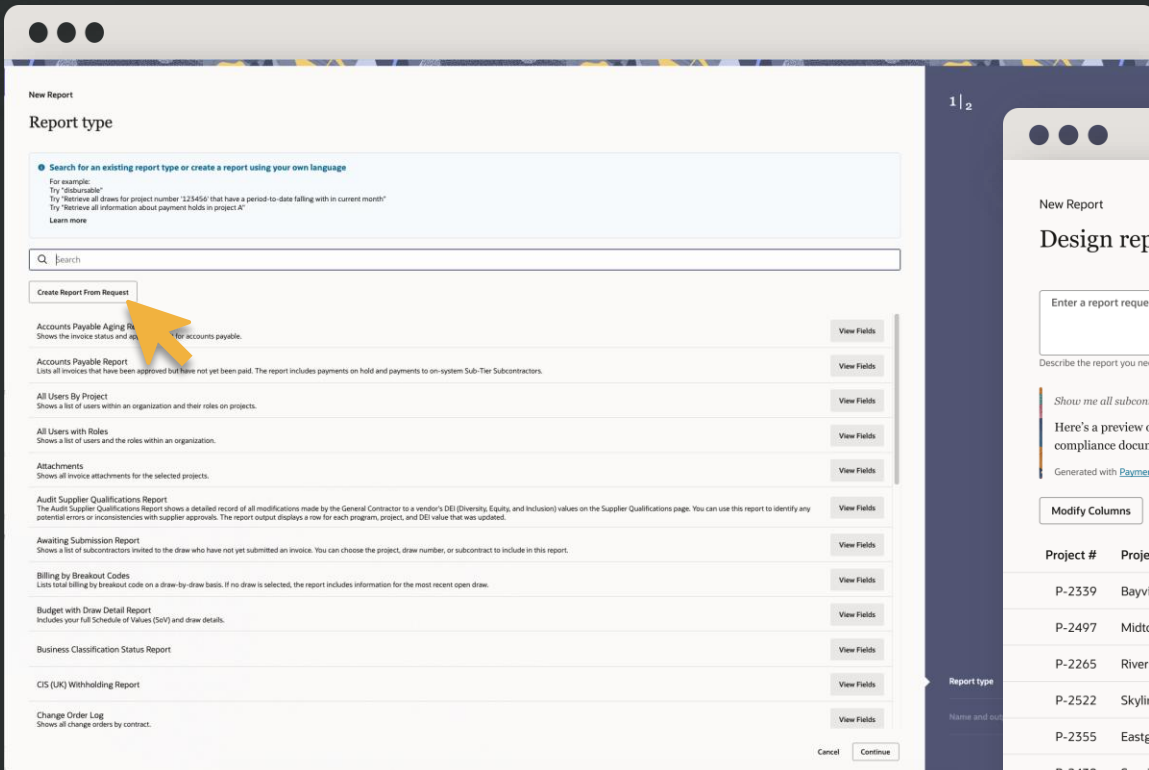 New Report
Report type
Search for an existing report type or create a report using your own language
For example:
Try "disbursable"
Try "Retrieve all draws for project number '123456' that have a period-to-date falling with in current month"
Try "Retrieve all information about payment holds in project A"
Learn more
Search
Create Report From Request
Accounts Payable Aging
Shows the invoice status and for accounts payable.
View Fields
Accounts Payable Report
Lists all invoices that have been approved but have not yet been paid. The report includes payments on hold and payments to on-system Sub-Tier Subcontractors.
View Fields
All Users By Project
Shows a list of users within an organization and their roles on projects.
View Fields
All Users with Roles
Shows a list of users and the roles within an organization.
View Fields
Attachments
Shows all invoice attachments for the selected projects.
View Fields
Audit Supplier Qualifications Report
The Audit Supplier Qualifications Report shows a detailed record of all modifications made by the General Contractor to a vendor's DEI (Diversity, Equity, and Inclusion) values on the Supplier Qualifications page. You can use this report to identify any
potential errors or inconsistencies with supplier approvals. The report output displays a row for each program, project, and DEI value that was updated.
View Fields
Awaiting Submission Report
Shows a list of subcontractors invited to the draw who have not yet submitted an invoice. You can choose the project, draw number, or subcontract to include in this report.
View Fields
Billing by Breakout Codes
Lists total billing by breakout code on a draw-by-draw basis. If no draw is selected, the report includes information for the most recent open draw.
View Fields
Budget with Draw Detail Report
Includes your full Schedule of Values (SoV) and draw details.
View Fields
Business Classification Status Report
View Fields
CIS (UK) Withholding Report
View Fields
Change Order Log
Shows all change orders by contract.
View Fields
Cancel
Continue
1|2
Report type
Name and out
New Report
Design rep
Enter a report reque
Describe the report you ne
Show me all subcon
Here's a preview
compliance docu
Generated with Payme
Modify Columns
Project # Proje
P-2339 Bayv
P-2497 Midt
P-2265 River
P-2522 Skyli
P-2355 East